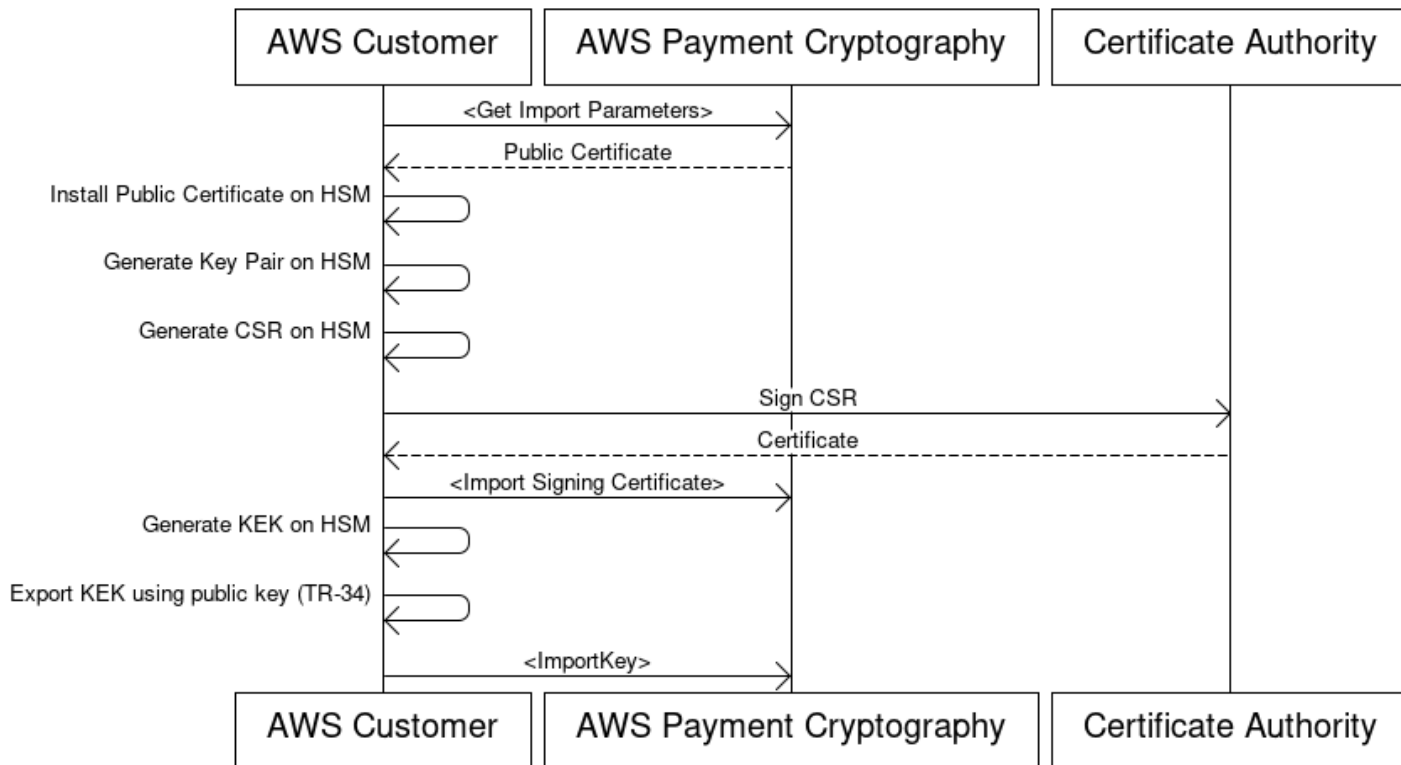 AWS Customer
AWS Payment Cryptography
Certificate Authority
<Get Import Parameters>
Public Certificate
Install Public Certificate on HSM
Generate Key Pair on HSM
Generate CSR on HSM
Sign CSR
Certificate
<Import Signing Certificate>
Generate KEK on HSM
Export KEK using public key (TR-34)
<ImportKey>
AWS Customer
AWS Payment Cryptography
Certificate Authority